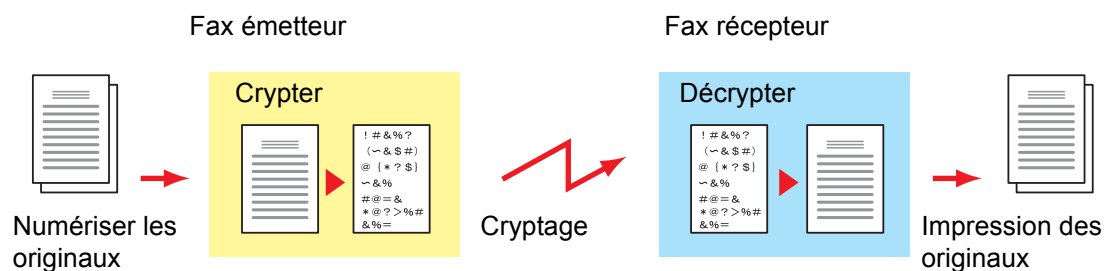 Fax émetteur
Fax récepteur
Crypter
Décrypter
!#&%?
(~&$#)
@{*?$}
~&%
#@=&
*@?>%#
&%=
!#&%?
(~&$#)
@{*?$}
~&%
#@=&
*@?>%#
&%=
Numériser les
originaux
Cryptage
Impression des
originaux